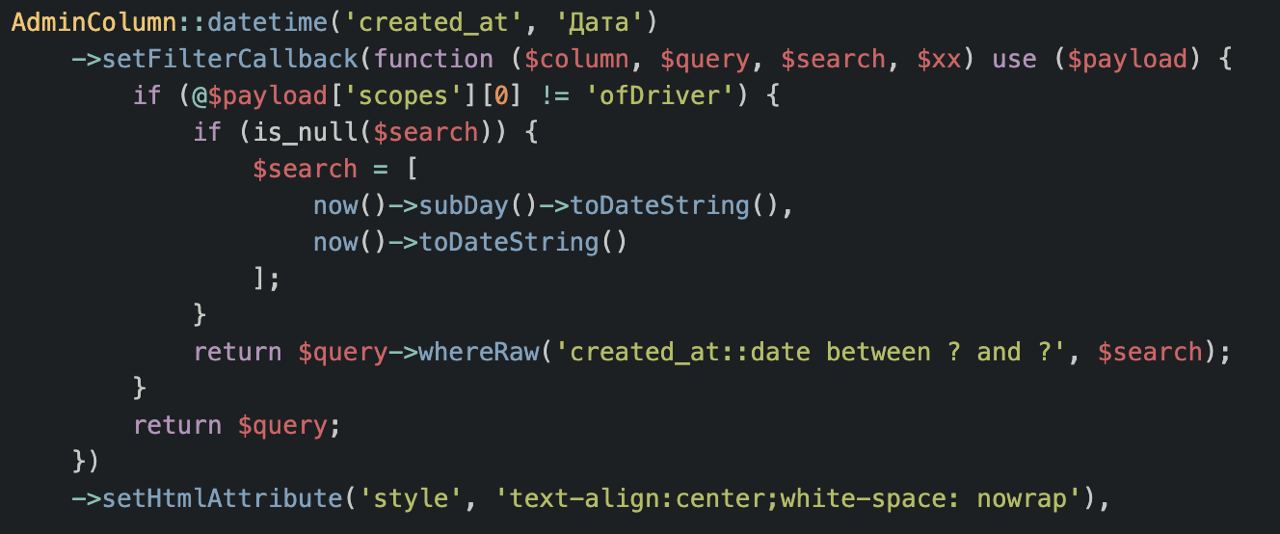 AdminColumn::datetime('created_at', 'Дата')
    ->setFilterCallback(function ($column, $query, $search, $xx) use ($payload) {
        if (@$payload['scopes'][0] != 'ofDriver') {
            if (is_null($search)) {
                $search = [
                    now()->subDay()->toDateString(),
                    now()->toDateString()
                ];
            }
            return $query->whereRaw('created_at::date between ? and ?', $search);
        }
        return $query;
    })
    ->setHtmlAttribute('style', 'text-align:center;white-space: nowrap'),